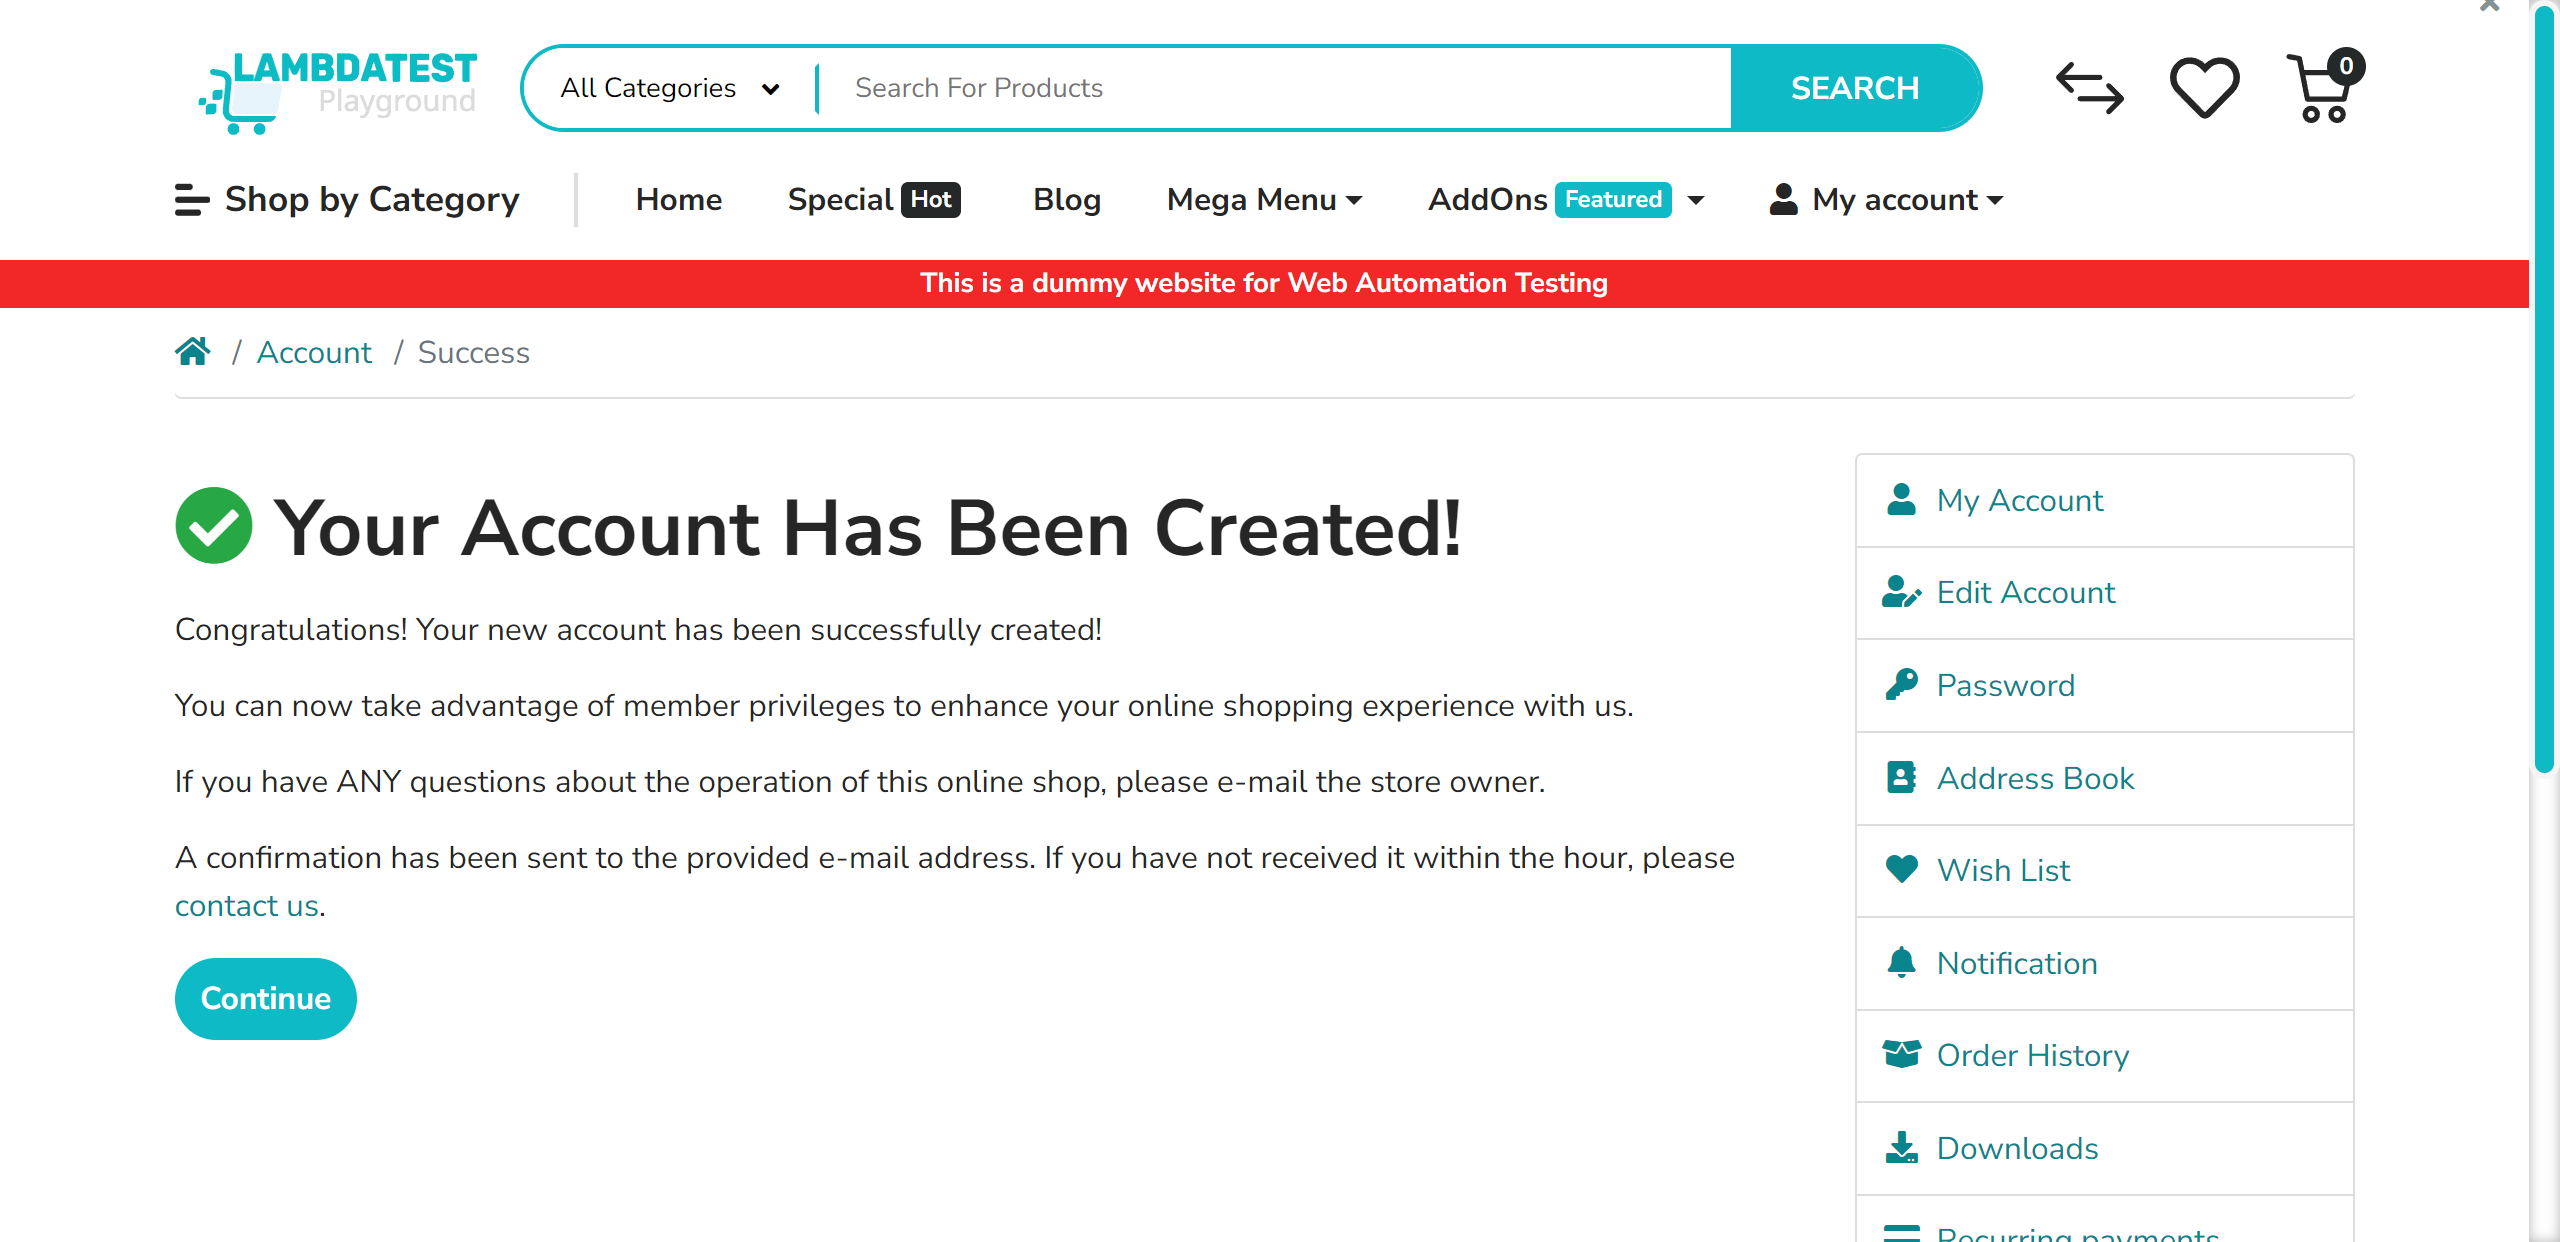 LAMBDATEST
Playground
All Categories
Search For Products
SEARCH
0
Shop by Category
Home
Special Hot
Blog
Mega Menu
AddOns Featured
My account
This is a dummy website for Web Automation Testing
/ Account / Success
Your Account Has Been Created!
Congratulations! Your new account has been successfully created!
You can now take advantage of member privileges to enhance your online shopping experience with us.
If you have ANY questions about the operation of this online shop, please e-mail the store owner.
A confirmation has been sent to the provided e-mail address. If you have not received it within the hour, please
contact us.
Continue
My Account
Edit Account
Password
Address Book
Wish List
Notification
Order History
Downloads
Recurring payments